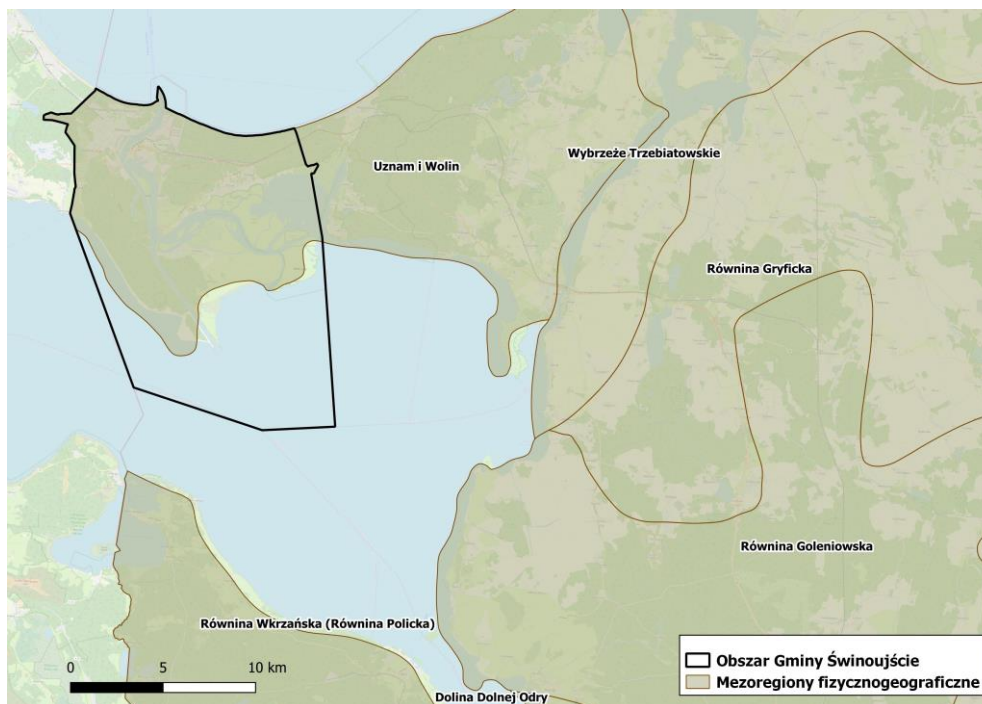 Wybrzeże Trzebiatowskie
Uznam i Wolin
Równina Gryficka
Równina Goleniowska
Równina Wkrzańska (Równina Policka)
Dolina Dolnej Odry
0 5 10 km
Obszar Gminy Świnoujście
Mezoregiony fizycznogeograficzne